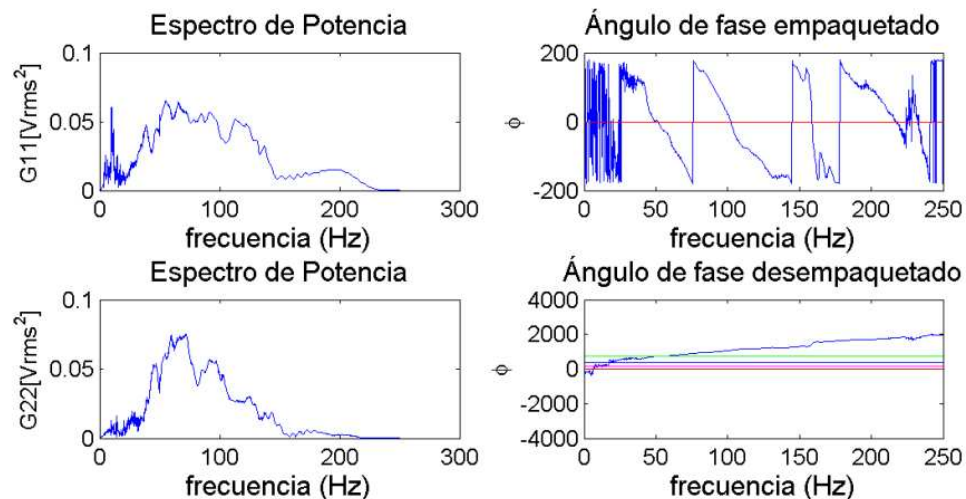 Espectro de Potencia
G11[Vrms²]
0.1
0.05
0
0
100
200
300
frecuencia (Hz)
Ángulo de fase empaquetado
ϕ
200
0
-200
0
50
100
150
200
250
frecuencia (Hz)
Espectro de Potencia
G22[Vrms²]
0.1
0.05
0
0
100
200
300
frecuencia (Hz)
Ángulo de fase desempaquetado
ϕ
4000
2000
0
-2000
-4000
0
50
100
150
200
250
frecuencia (Hz)